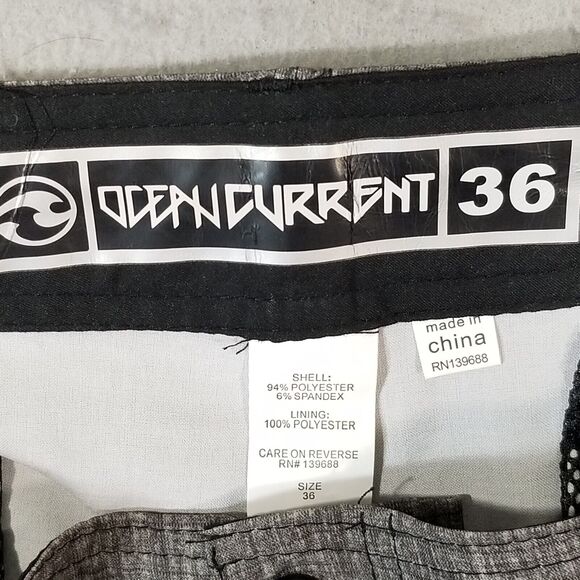 OCEAN CURRENT 36
made in
china
RN139688
SHELL:
94% POLYESTER
6% SPANDEX
LINING:
100% POLYESTER
CARE ON REVERSE
RN# 139688
SIZE
36